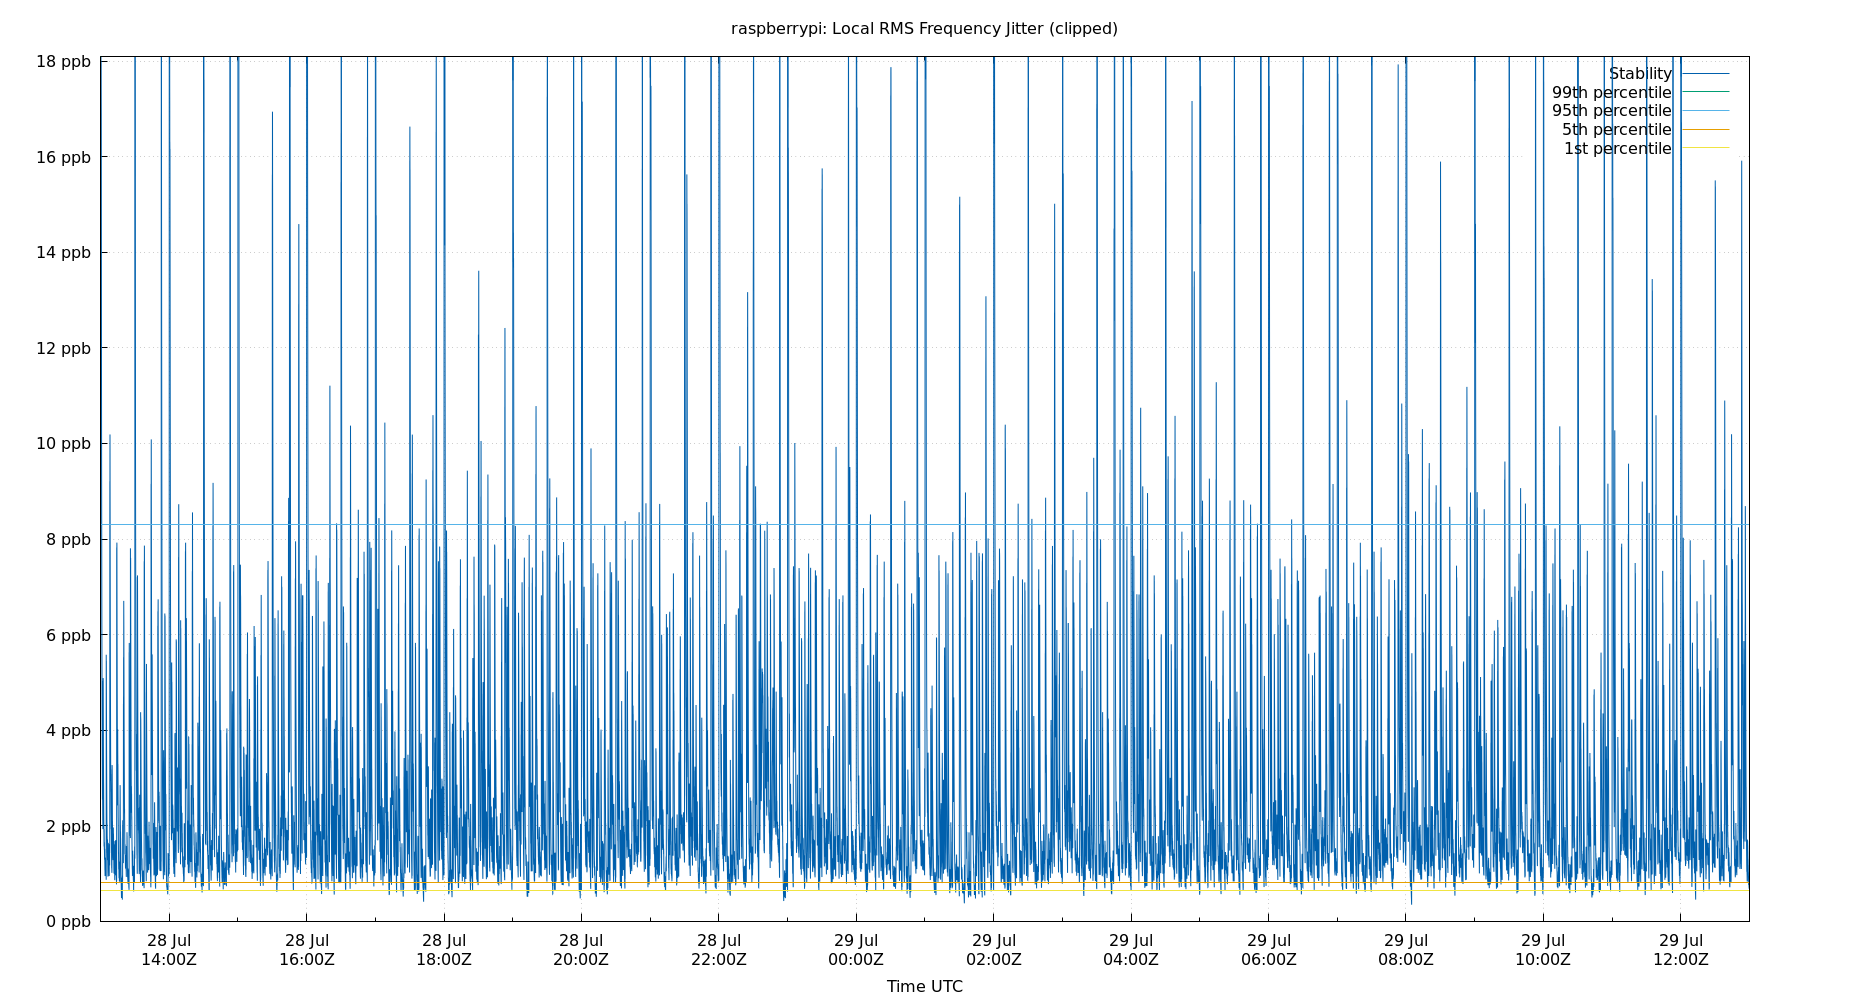 raspberrypi: Local RMS Frequency Jitter (clipped)
18 ppb
16 ppb
14 ppb
12 ppb
10 ppb
8 ppb
6 ppb
4 ppb
2 ppb
0 ppb
Stability
99th percentile
95th percentile
5th percentile
1st percentile
28 Jul 28 Jul 28 Jul 28 Jul 28 Jul 29 Jul 29 Jul 29 Jul 29 Jul 29 Jul 29 Jul 29 Jul
14:00Z 16:00Z 18:00Z 20:00Z 22:00Z 00:00Z 02:00Z 04:00Z 06:00Z 08:00Z 10:00Z 12:00Z
Time UTC